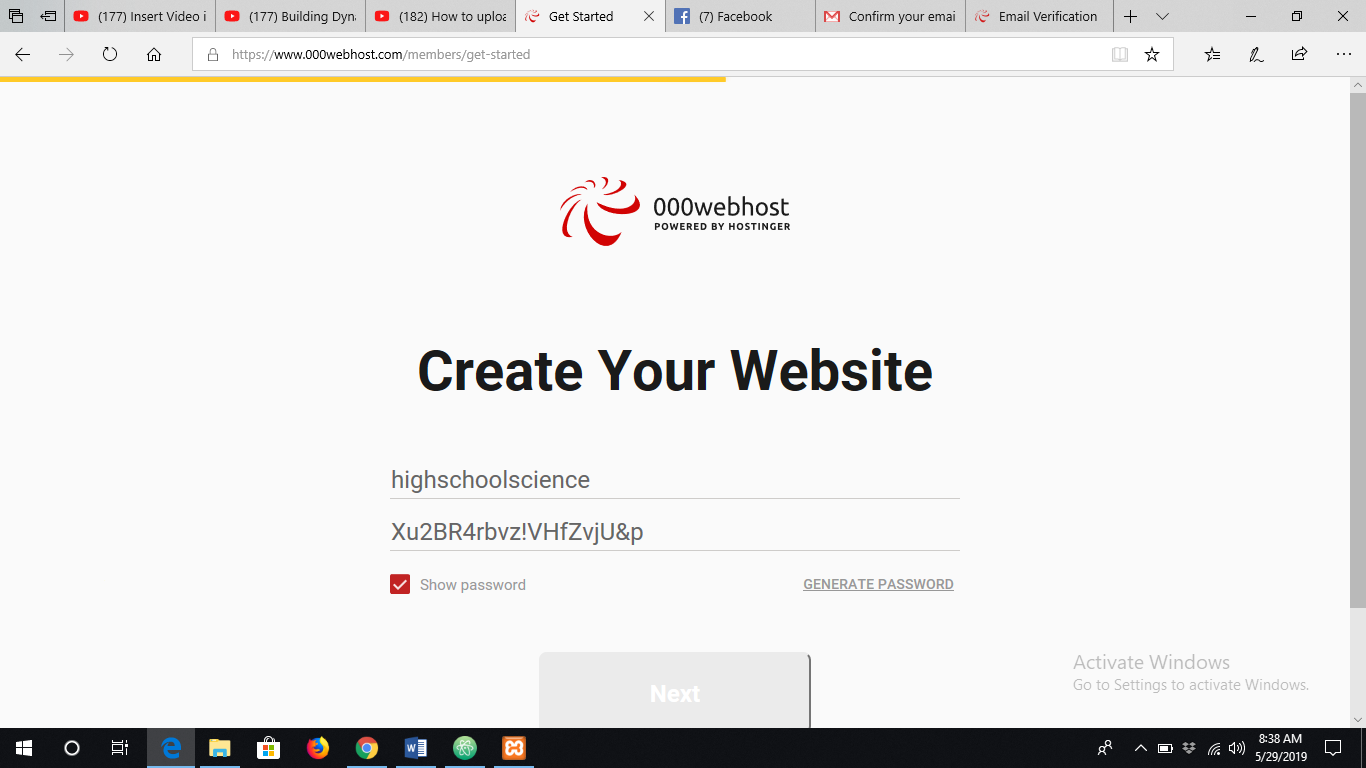 (177) Insert Video i
(177) Building Dyna
(182) How to uploa
Get Started
(7) Facebook
Confirm your emai
Email Verification
https://www.000webhost.com/members/get-started
000webhost
POWERED BY HOSTINGER
Create Your Website
highschoolscience
Xu2BR4rbvz!VHfZvjU&p
Show password
GENERATE PASSWORD
Next
Activate Windows
Go to Settings to activate Windows.
8:38 AM
5/29/2019